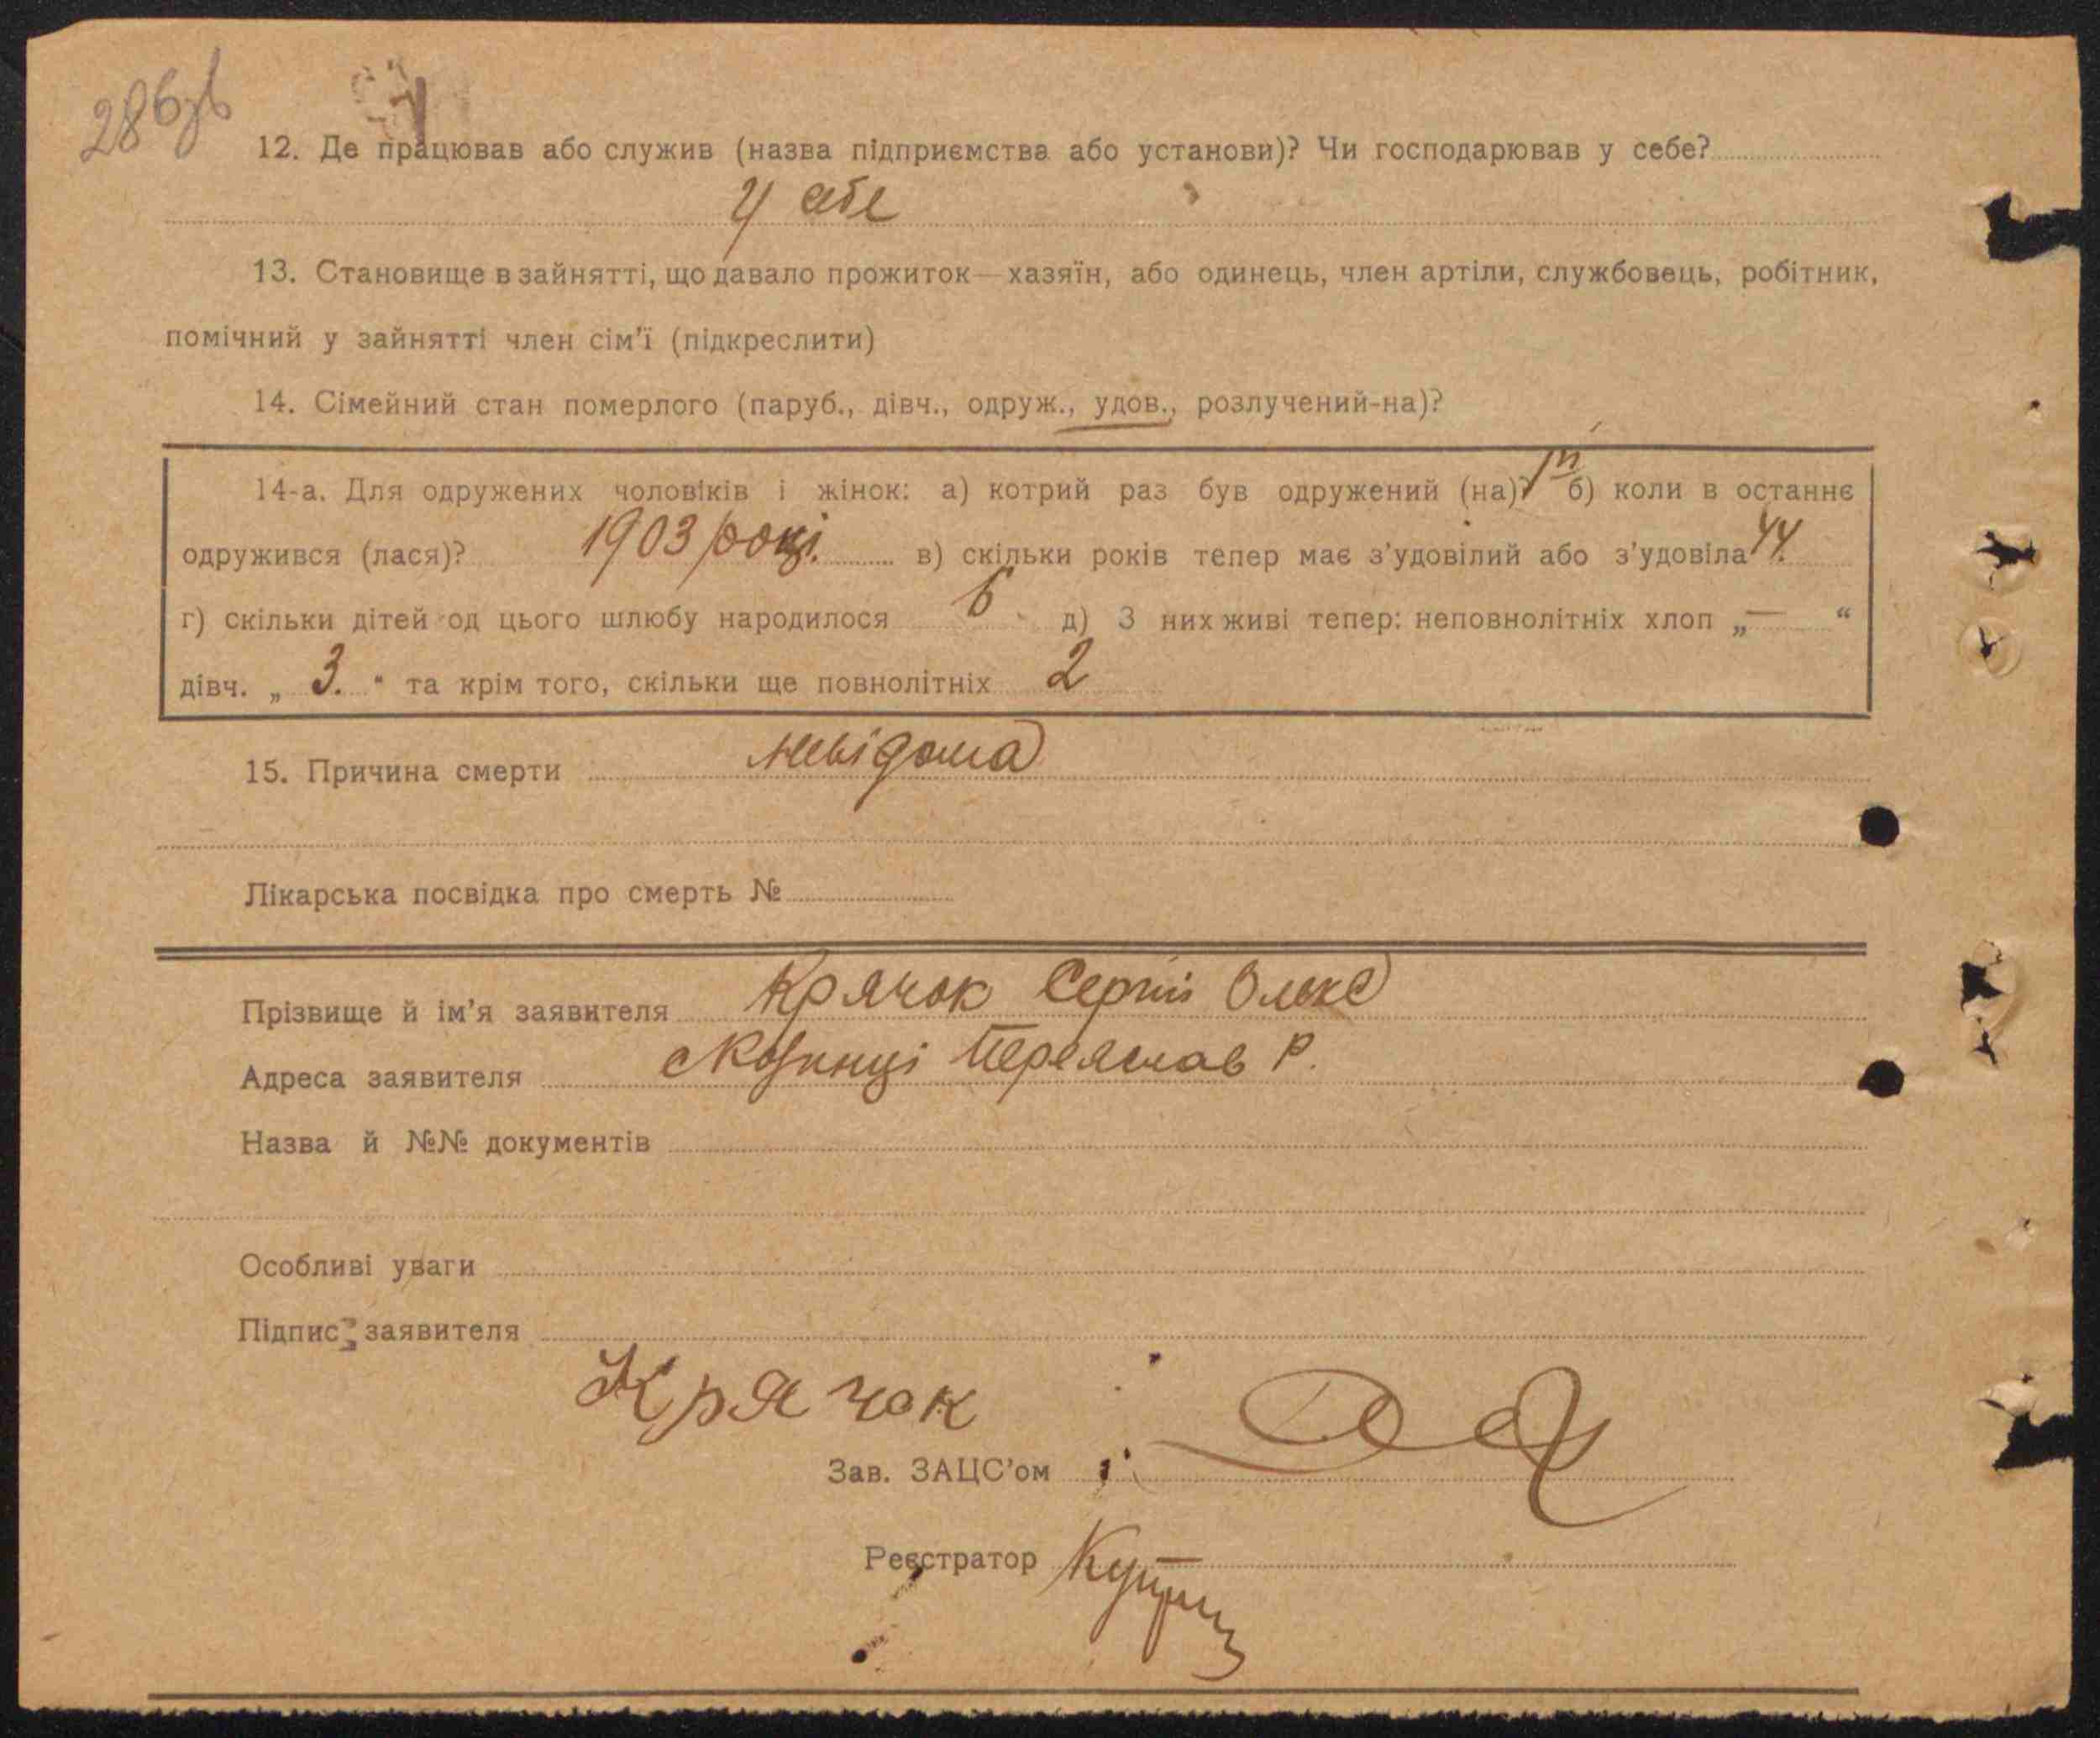 286зв
12. Де працював або служив (назва підприємства або установи)? Чи господарював у себе?
У себе
13. Становище в зайнятті, що давало прожиток—хазяїн, або одинець, член артіли, службовець, робітник,
помічний у зайнятті член сім'ї (підкреслити)
14. Сімейний стан померлого (паруб., дівч., одруж., удов., розлучений-на)?
14-а. Для одружених чоловіків і жінок: а) котрий раз був одружений (на)? 1й б) коли в останнє
одружився (лася)? 1903 році. в) скільки років тепер має з'удовілий або з'удовіла 44.
г) скільки дітей од цього шлюбу народилося 6 д) З них живі тепер: неповнолітніх хлоп „—“
дівч. „3.“ та крім того, скільки ще повнолітніх 2
15. Причина смерти невідома
Лікарська посвідка про смерть №
Прізвище й ім'я заявителя Крячок Сергій Олекс
Адреса заявителя Переяслав Р.
Назва й №№ документів
Особливі уваги
Підпис заявителя
Крячок
Зав. ЗАЦС'ом
Реєстратор